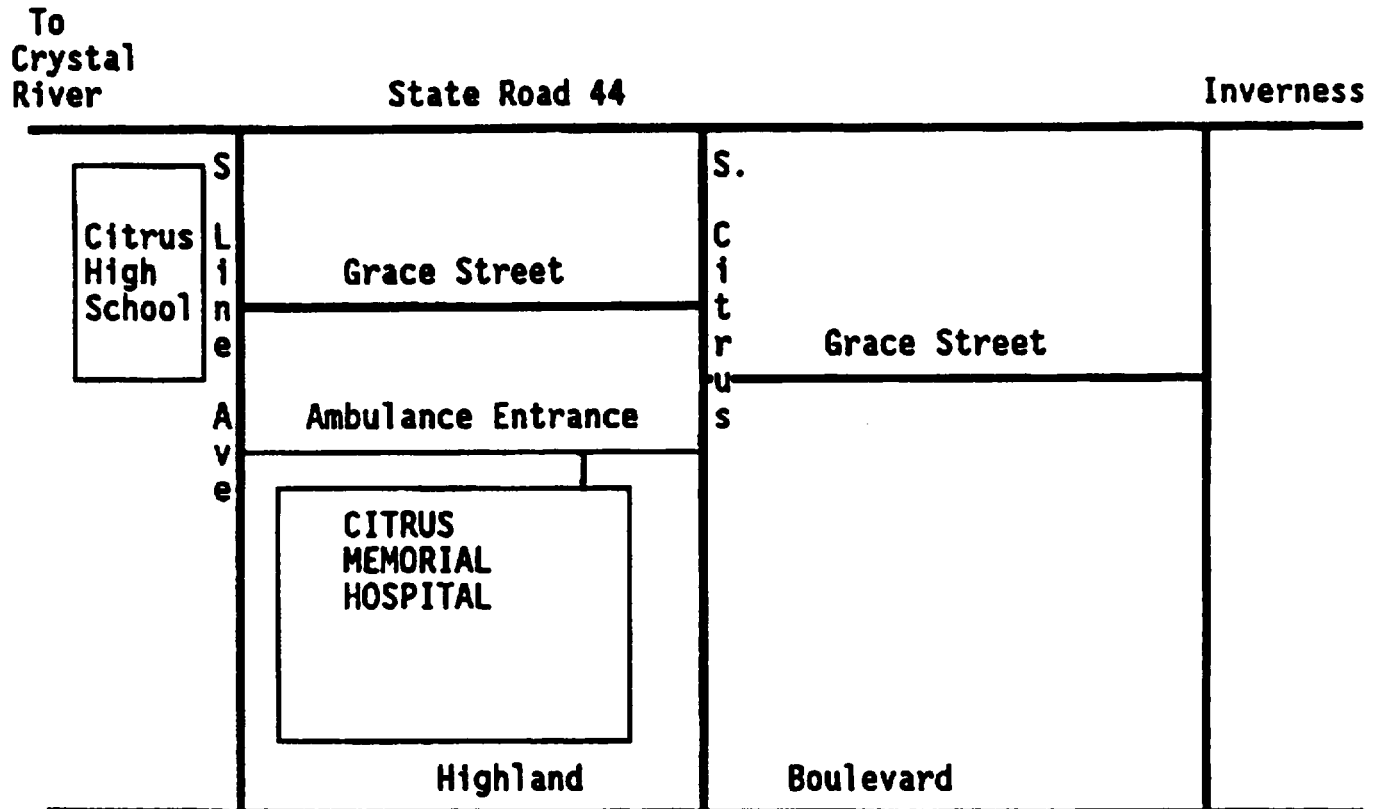 To
Crystal
River
State Road 44
Inverness
S Line Ave
S. Citrus
Citrus
High
School
Grace Street
Grace Street
Ambulance Entrance
CITRUS
MEMORIAL
HOSPITAL
Highland Boulevard